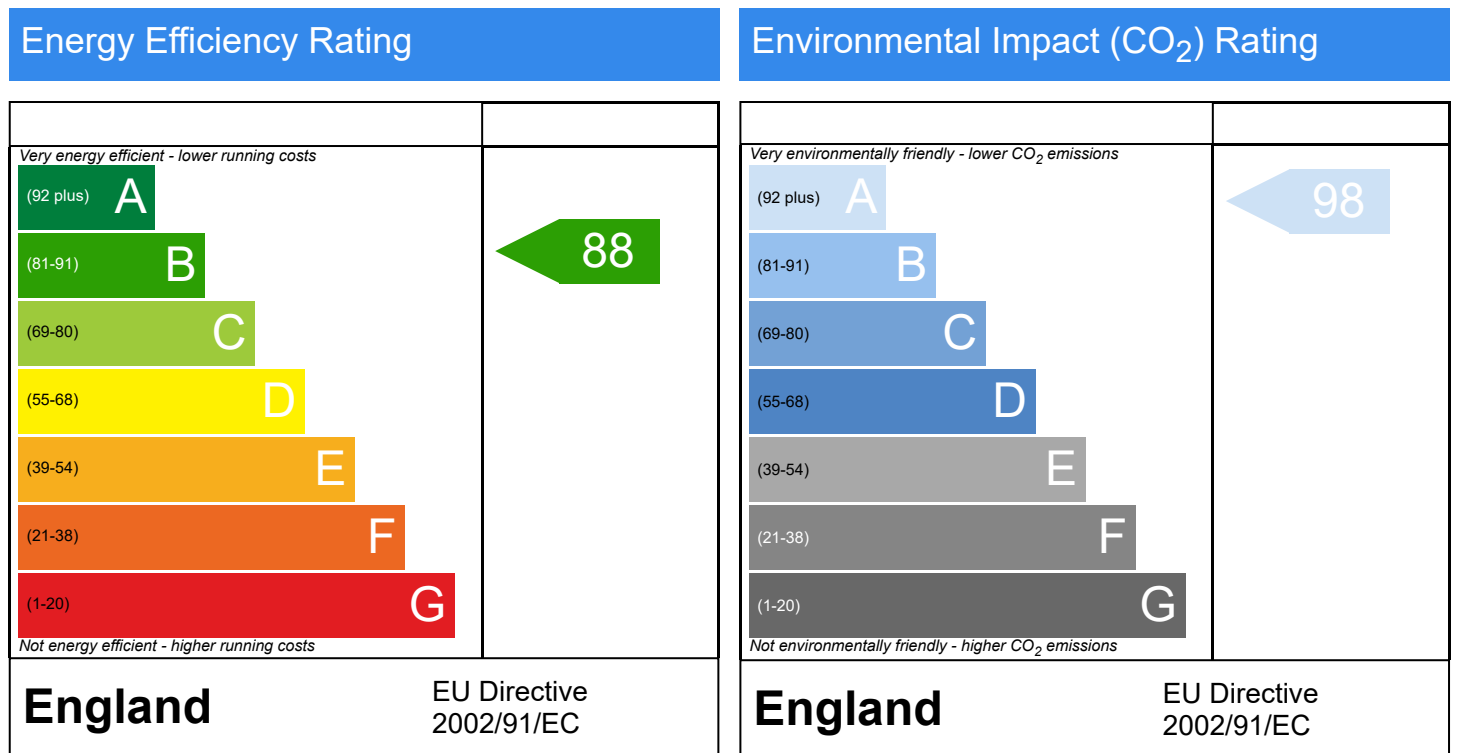 Energy Efficiency Rating
Very energy efficient - lower running costs
(92 plus) A
(81-91) B
(69-80) C
(55-68) D
(39-54) E
(21-38) F
(1-20) G
Not energy efficient - higher running costs
88
England
EU Directive
2002/91/EC
Environmental Impact (CO₂) Rating
Very environmentally friendly - lower CO₂ emissions
(92 plus) A
(81-91) B
(69-80) C
(55-68) D
(39-54) E
(21-38) F
(1-20) G
Not environmentally friendly - higher CO₂ emissions
98
England
EU Directive
2002/91/EC